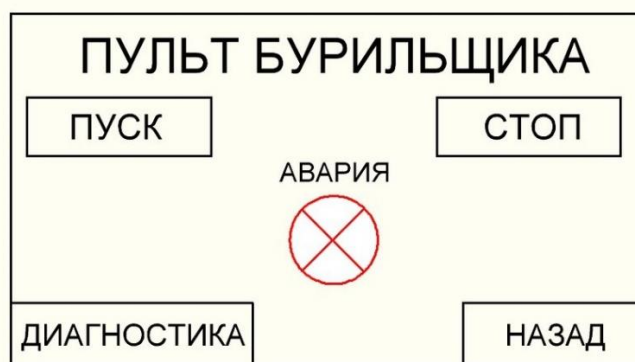 ПУЛЬТ БУРИЛЬЩИКА
ПУСК
СТОП
АВАРИЯ
ДИАГНОСТИКА
НАЗАД